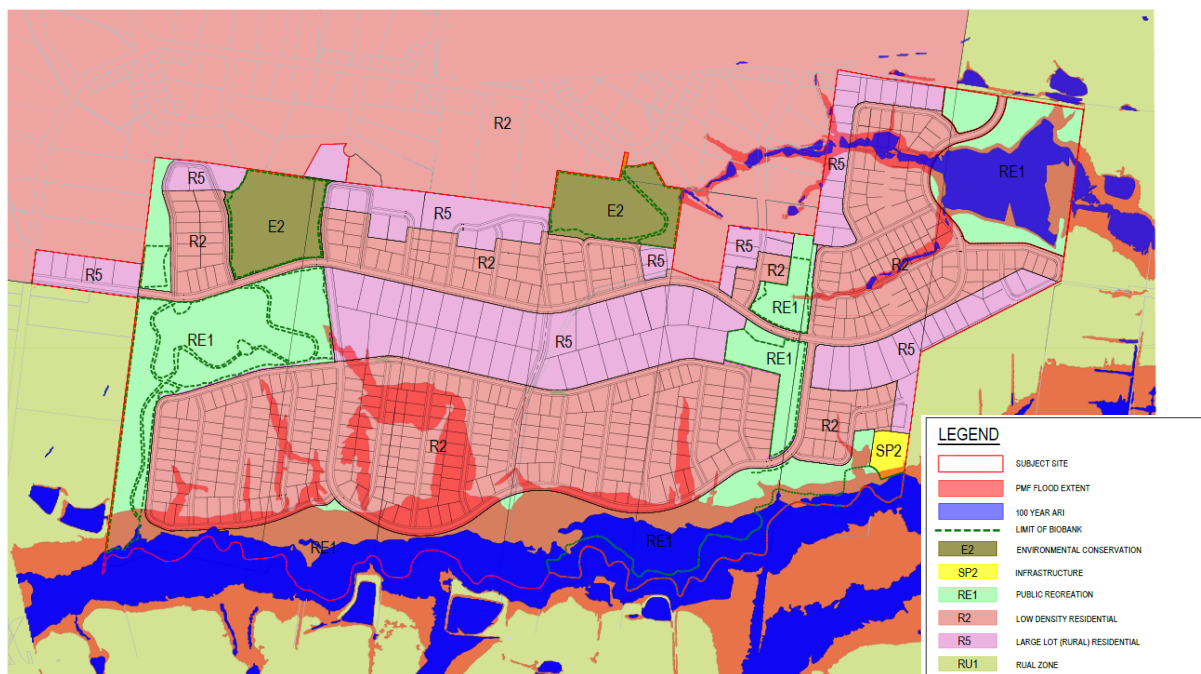 R2
R5
RE1
R5
E2
R5
E2
R2
R5
R2
R5
R2
R5
R2
RE1
RE1
R5
RE1
R5
R2
R2
SP2
RE1
RE1
LEGEND
SUBJECT SITE
PMF FLOOD EXTENT
100 YEAR ARI
LIMIT OF BIOBANK
E2 ENVIRONMENTAL CONSERVATION
SP2 INFRASTRUCTURE
RE1 PUBLIC RECREATION
R2 LOW DENSITY RESIDENTIAL
R5 LARGE LOT (RURAL) RESIDENTIAL
RU1 RUAL ZONE